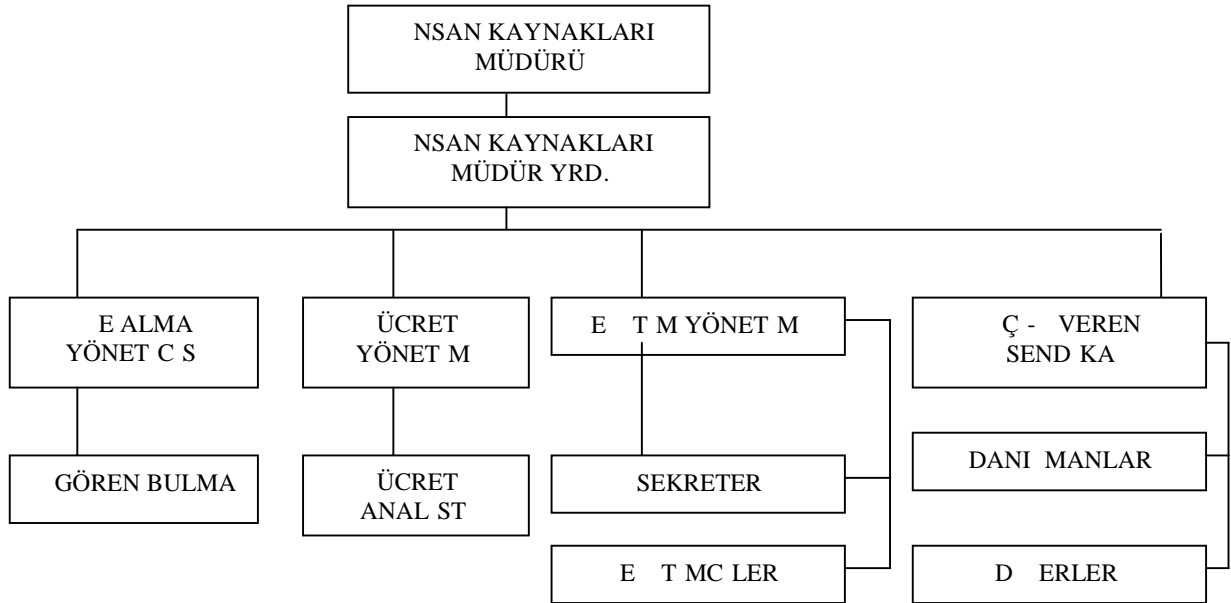 NSAN KAYNAKLARI
MÜDÜRÜ
NSAN KAYNAKLARI
MÜDÜR YRD.
E ALMA
YÖNET C S
ÜCRET
YÖNET M
E T M YÖNET M
Ç - VEREN
SEND KA
GÖREN BULMA
ÜCRET
ANAL ST
SEKRETER
DANI MANLAR
E T MC LER
D ERLER